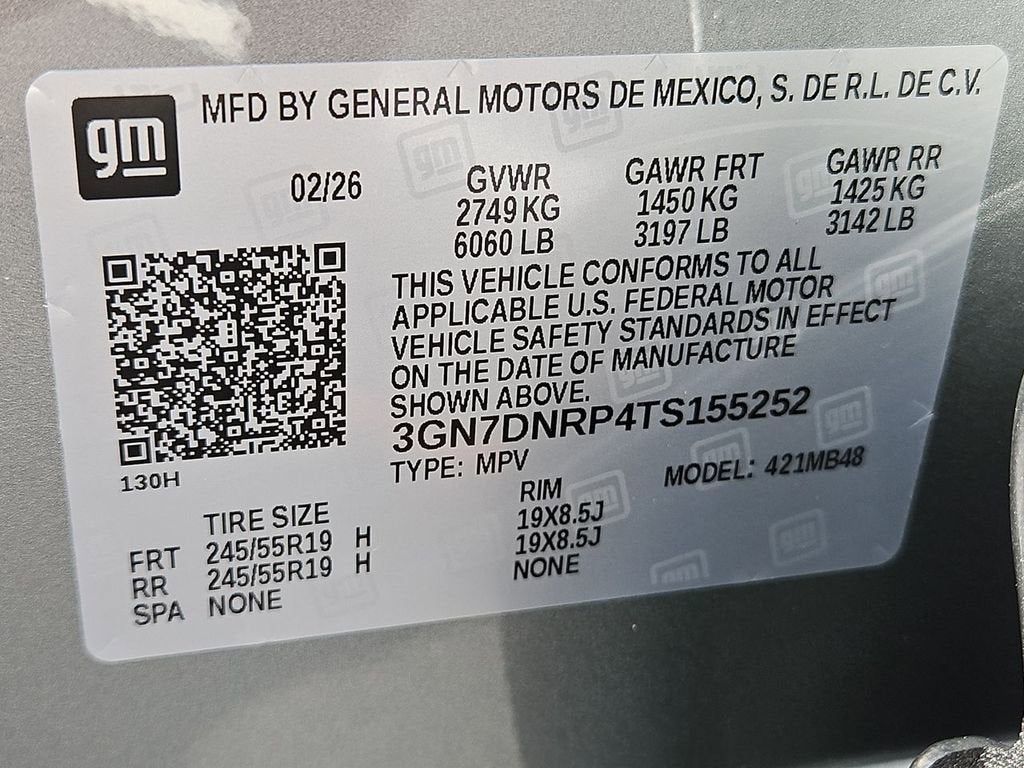 gm MFD BY GENERAL MOTORS DE MEXICO, S. DE R.L. DE C.V.
02/26 GVWR GAWR FRT GAWR RR
2749 KG 1450 KG 1425 KG
6060 LB 3197 LB 3142 LB
THIS VEHICLE CONFORMS TO ALL
APPLICABLE U.S. FEDERAL MOTOR
VEHICLE SAFETY STANDARDS IN EFFECT
ON THE DATE OF MANUFACTURE
SHOWN ABOVE.
3GN7DNRP4TS155252
130H
TYPE: MPV MODEL: 421MB48
TIRE SIZE RIM
FRT 245/55R19 H 19X8.5J
RR 245/55R19 H 19X8.5J
SPA NONE NONE